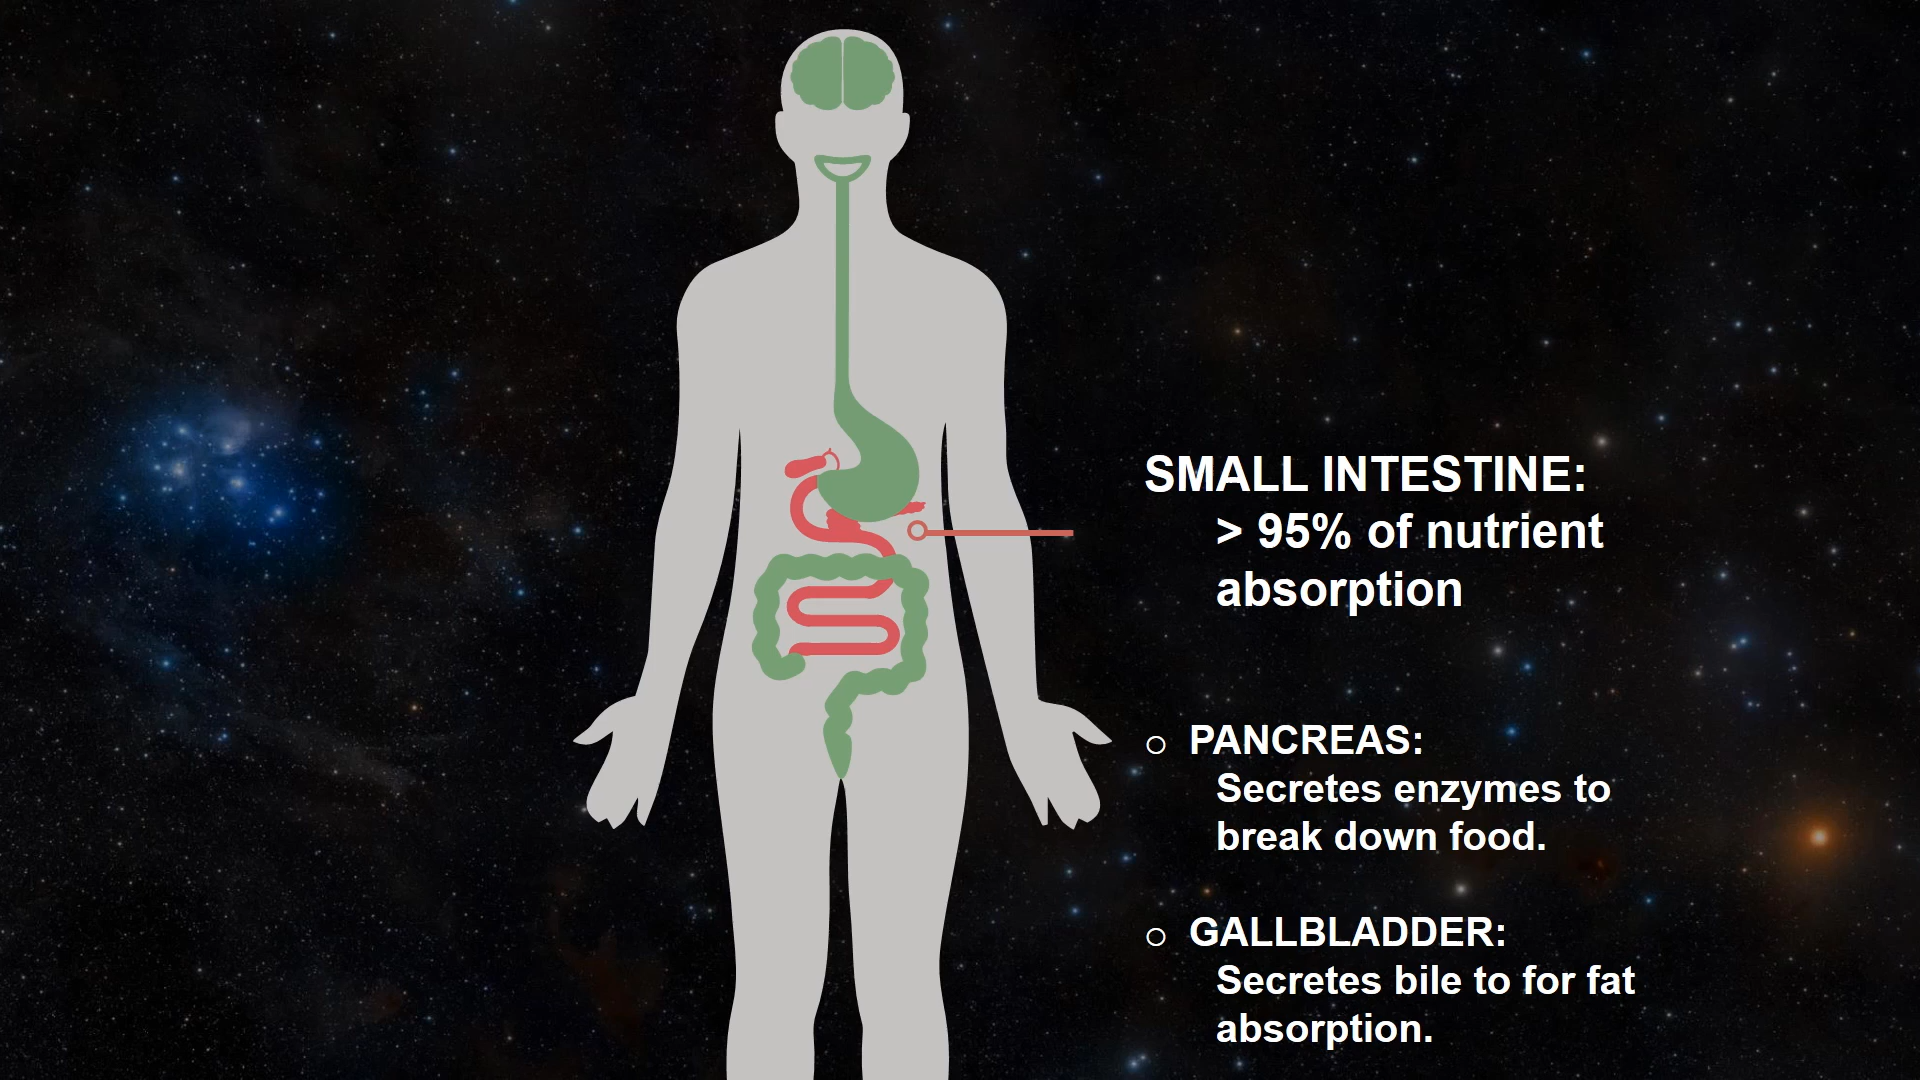 SMALL INTESTINE:
> 95% of nutrient
absorption
○ PANCREAS:
Secretes enzymes to
break down food.
○ GALLBLADDER:
Secretes bile to for fat
absorption.